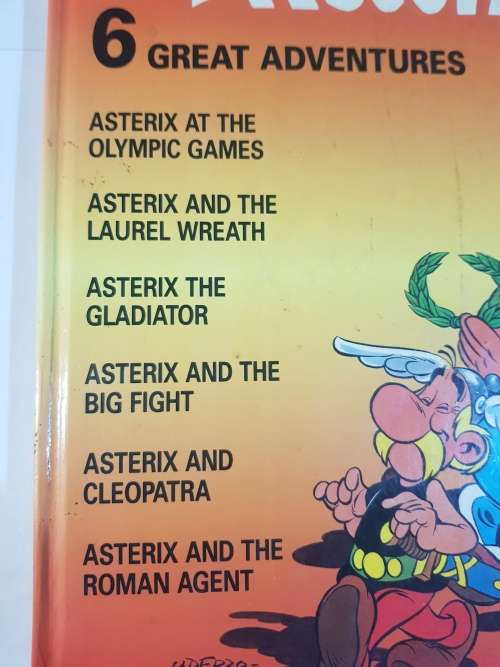 6 GREAT ADVENTURES
ASTERIX AT THE
OLYMPIC GAMES
ASTERIX AND THE
LAUREL WREATH
ASTERIX THE
GLADIATOR
ASTERIX AND THE
BIG FIGHT
ASTERIX AND
CLEOPATRA
ASTERIX AND THE
ROMAN AGENT
UDERZO